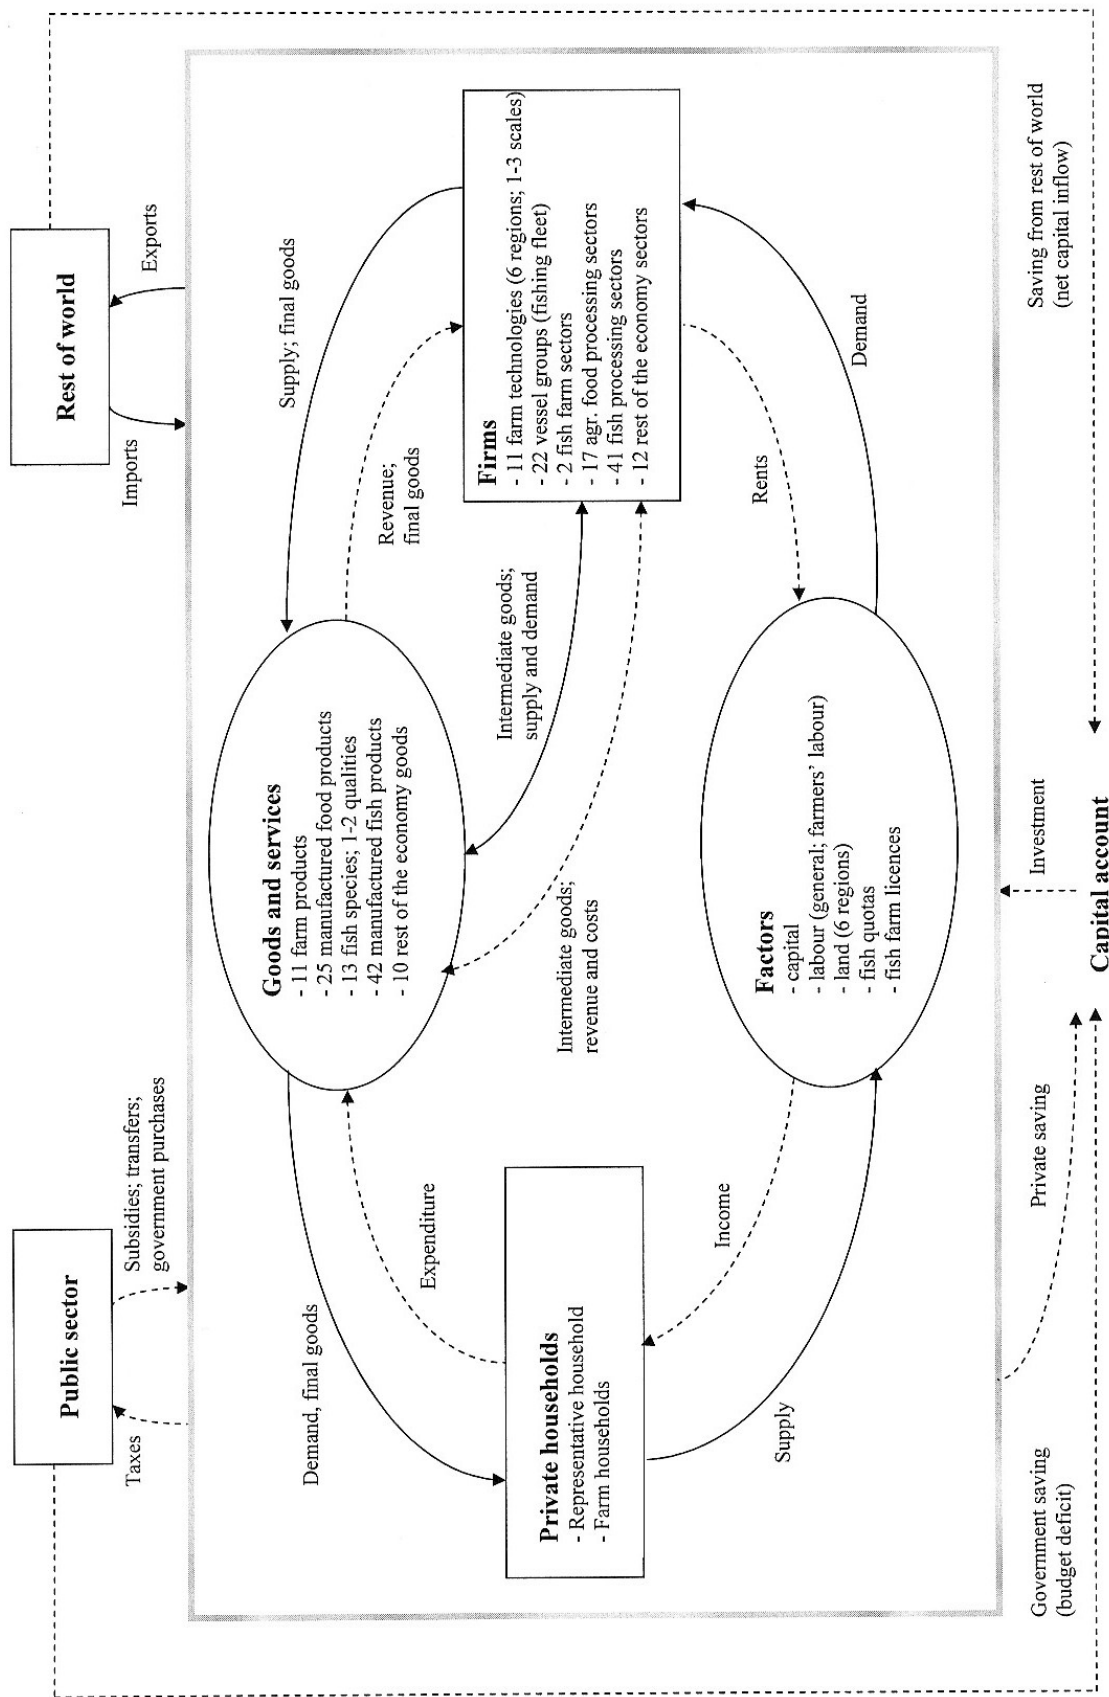 Public sector
Rest of world
Taxes
Subsidies; transfers;
government purchases
Imports
Exports
Demand, final goods
Goods and services
- 11 farm products
- 25 manufactured food products
- 13 fish species; 1-2 qualities
- 42 manufactured fish products
- 10 rest of the economy goods
Supply; final goods
Expenditure
Revenue;
final goods
Private households
- Representative household
- Farm households
Intermediate goods;
supply and demand
Intermediate goods;
revenue and costs
Firms
- 11 farm technologies (6 regions; 1-3 scales)
- 22 vessel groups (fishing fleet)
- 2 fish farm sectors
- 17 agr. food processing sectors
- 41 fish processing sectors
- 12 rest of the economy sectors
Income
Rents
Supply
Factors
- capital
- labour (general; farmers' labour)
- land (6 regions)
- fish quotas
- fish farm licences
Demand
Government saving
(budget deficit)
Private saving
Investment
Saving from rest of world
(net capital inflow)
Capital account